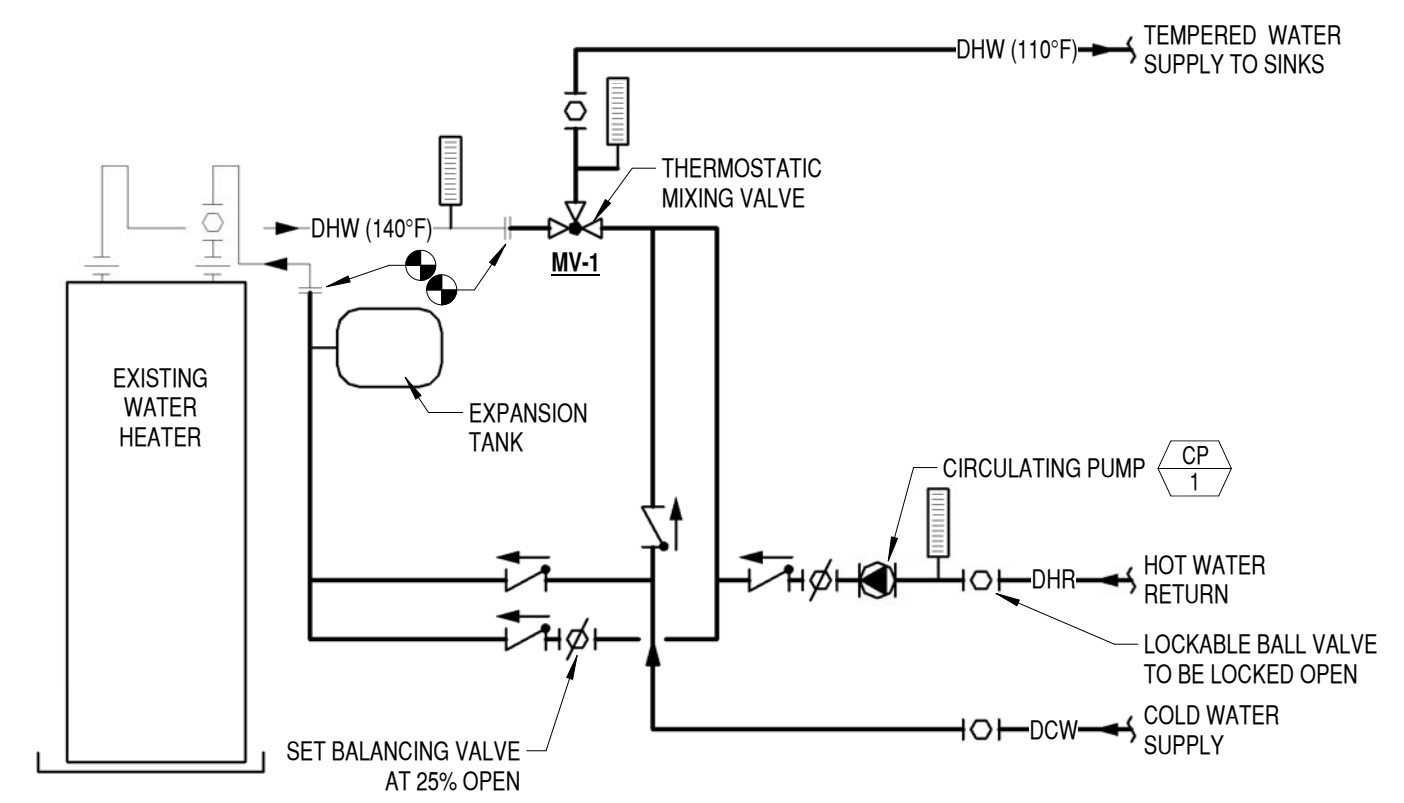 DHW (110°F)
TEMPERED WATER
SUPPLY TO SINKS
THERMOSTATIC
MIXING VALVE
DHW (140°F)
MV-1
EXISTING
WATER
HEATER
EXPANSION
TANK
CIRCULATING PUMP
CP
1
DHR
HOT WATER
RETURN
LOCKABLE BALL VALVE
TO BE LOCKED OPEN
DCW
COLD WATER
SUPPLY
SET BALANCING VALVE
AT 25% OPEN